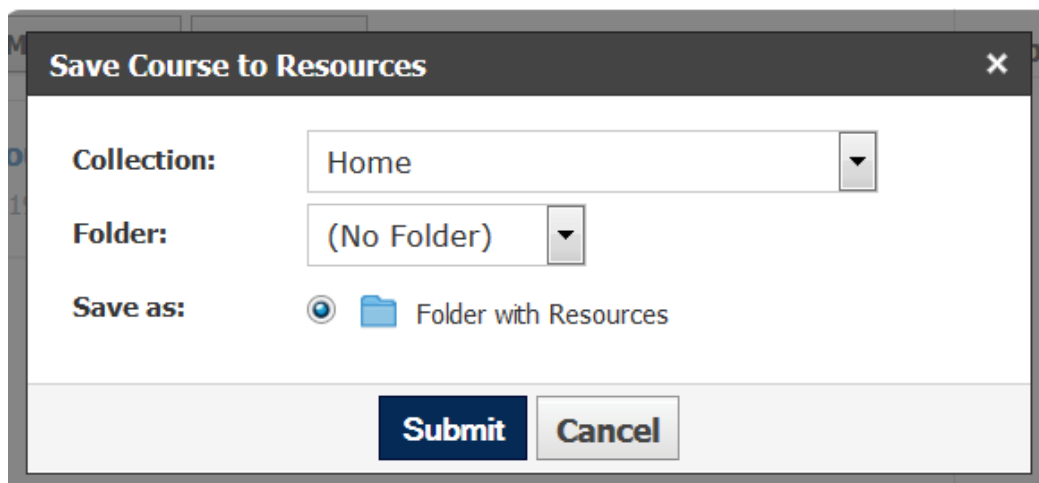 Save Course to Resources ×
Collection: Home
Folder: (No Folder)
Save as: Folder with Resources
Submit Cancel